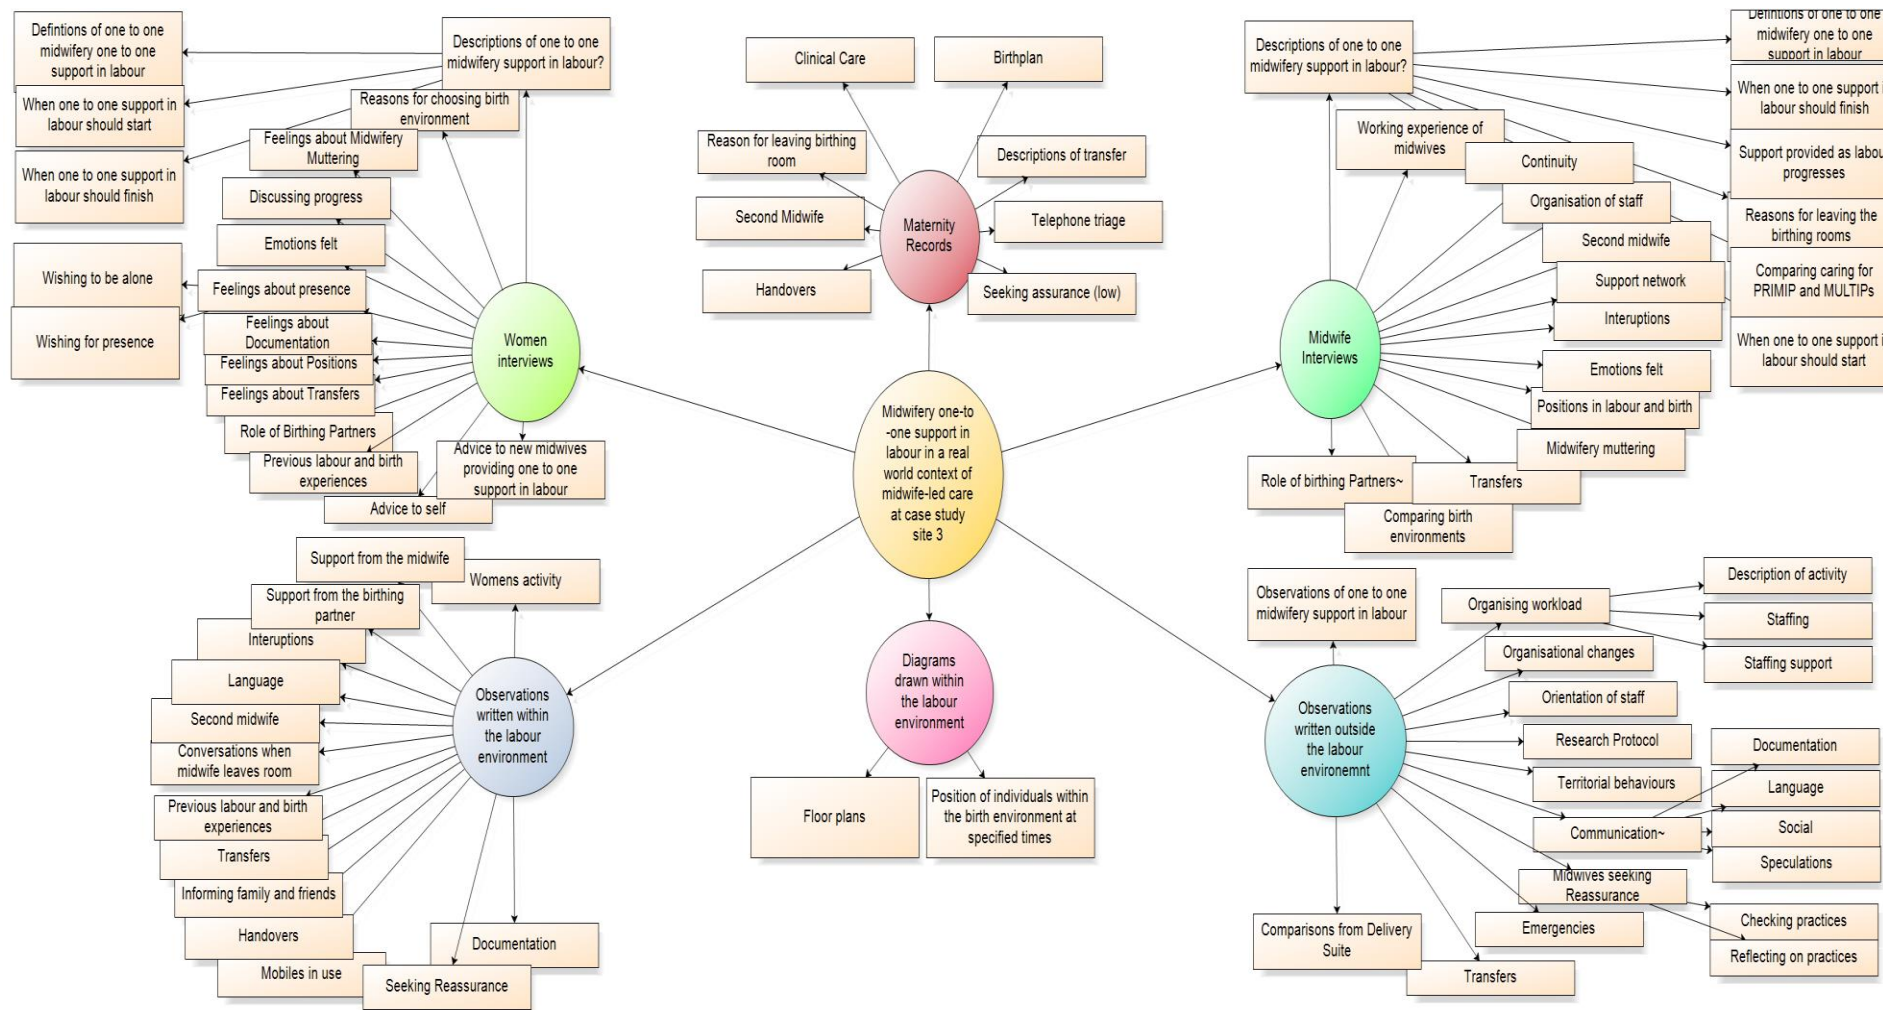 Defintions of one to one
midwifery one to one
support in labour
When one to one support in
labour should start
When one to one support in
labour should finish
Wishing to be alone
Wishing for presence
Descriptions of one to one
midwifery support in labour?
Reasons for choosing birth
environment
Feelings about Midwifery
Muttering
Discussing progress
Emotions felt
Feelings about presence
Feelings about
Documentation
Feelings about Positions
Feelings about Transfers
Role of Birthing Partners
Previous labour and birth
experiences
Advice to self
Advice to new midwives
providing one to one
support in labour
Women
interviews
Clinical Care
Birthplan
Reason for leaving birthing
room
Descriptions of transfer
Second Midwife
Telephone triage
Handovers
Seeking assurance (low)
Maternity
Records
Midwifery one-to
-one support in
labour in a real
world context of
midwife-led care
at case study
site 3
Descriptions of one to one
midwifery support in labour?
Working experience of
midwives
Continuity
Organisation of staff
Second midwife
Support network
Interuptions
Emotions felt
Positions in labour and birth
Midwifery muttering
Transfers
Comparing birth
environments
Role of birthing Partners~
Midwife
Interviews
Defintions of one to one
midwifery one to one
support in labour
When one to one support i
labour should finish
Support provided as labou
progresses
Reasons for leaving the
birthing rooms
Comparing caring for
PRIMIP and MULTIPs
When one to one support i
labour should start
Support from the midwife
Womens activity
Support from the birthing
partner
Interuptions
Language
Second midwife
Conversations when
midwife leaves room
Previous labour and birth
experiences
Transfers
Informing family and friends
Handovers
Mobiles in use
Seeking Reassurance
Documentation
Observations
written within
the labour
environment
Diagrams
drawn within
the labour
environment
Floor plans
Position of individuals within
the birth environment at
specified times
Observations of one to one
midwifery support in labour
Observations
written outside
the labour
environemnt
Organising workload
Description of activity
Staffing
Staffing support
Organisational changes
Orientation of staff
Research Protocol
Territorial behaviours
Communication~
Documentation
Language
Social
Speculations
Midwives seeking
Reassurance
Checking practices
Reflecting on practices
Emergencies
Transfers
Comparisons from Delivery
Suite